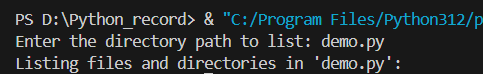 PS D:\Python_record> & "C:/Program Files/Python312/p
Enter the directory path to list: demo.py
Listing files and directories in 'demo.py':